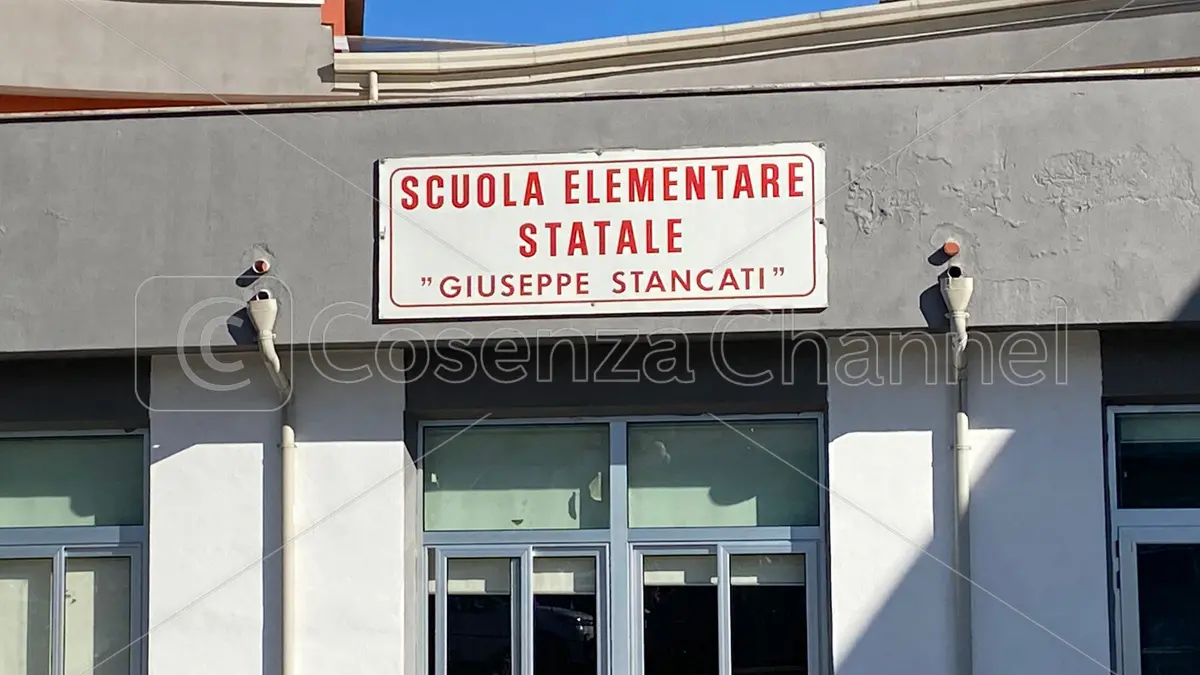 SCUOLA ELEMENTARE
STATALE
"GIUSEPPE STANCATI"
© Cosenza Channel